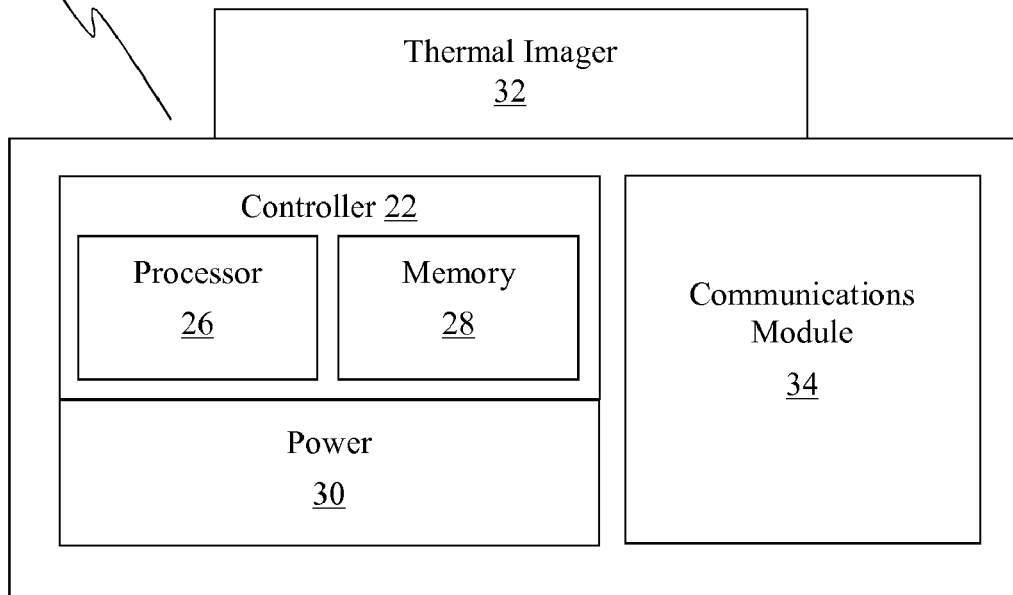 Thermal Imager
32
Controller 22
Processor
26
Memory
28
Communications
Module
34
Power
30